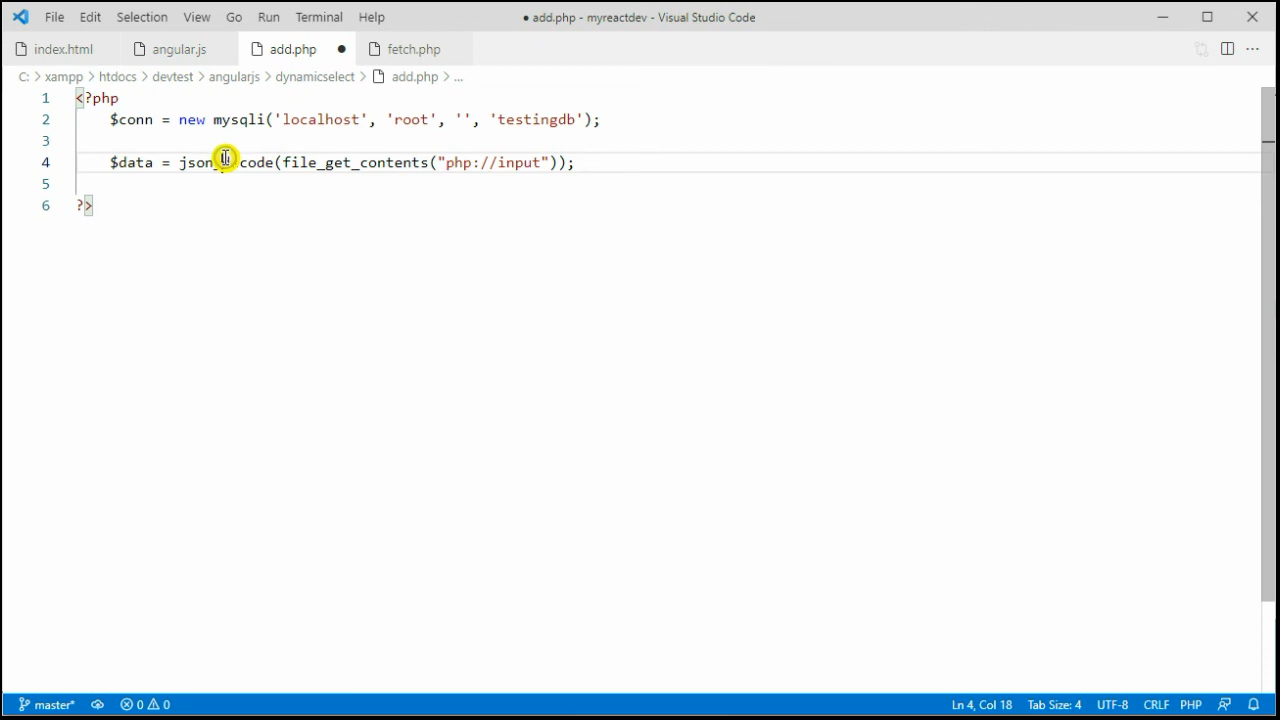 File Edit Selection View Go Run Terminal Help ● add.php - myreactdev - Visual Studio Code
index.html angular.js add.php ● fetch.php
C: > xampp > htdocs > devtest > angularjs > dynamicselect > add.php > ...
1 <?php
2 $conn = new mysqli('localhost', 'root', '', 'testingdb');
3
4 $data = json code(file_get_contents("php://input"));
5
6 ?>
master* 0 0 Ln 4, Col 18 Tab Size: 4 UTF-8 CRLF PHP